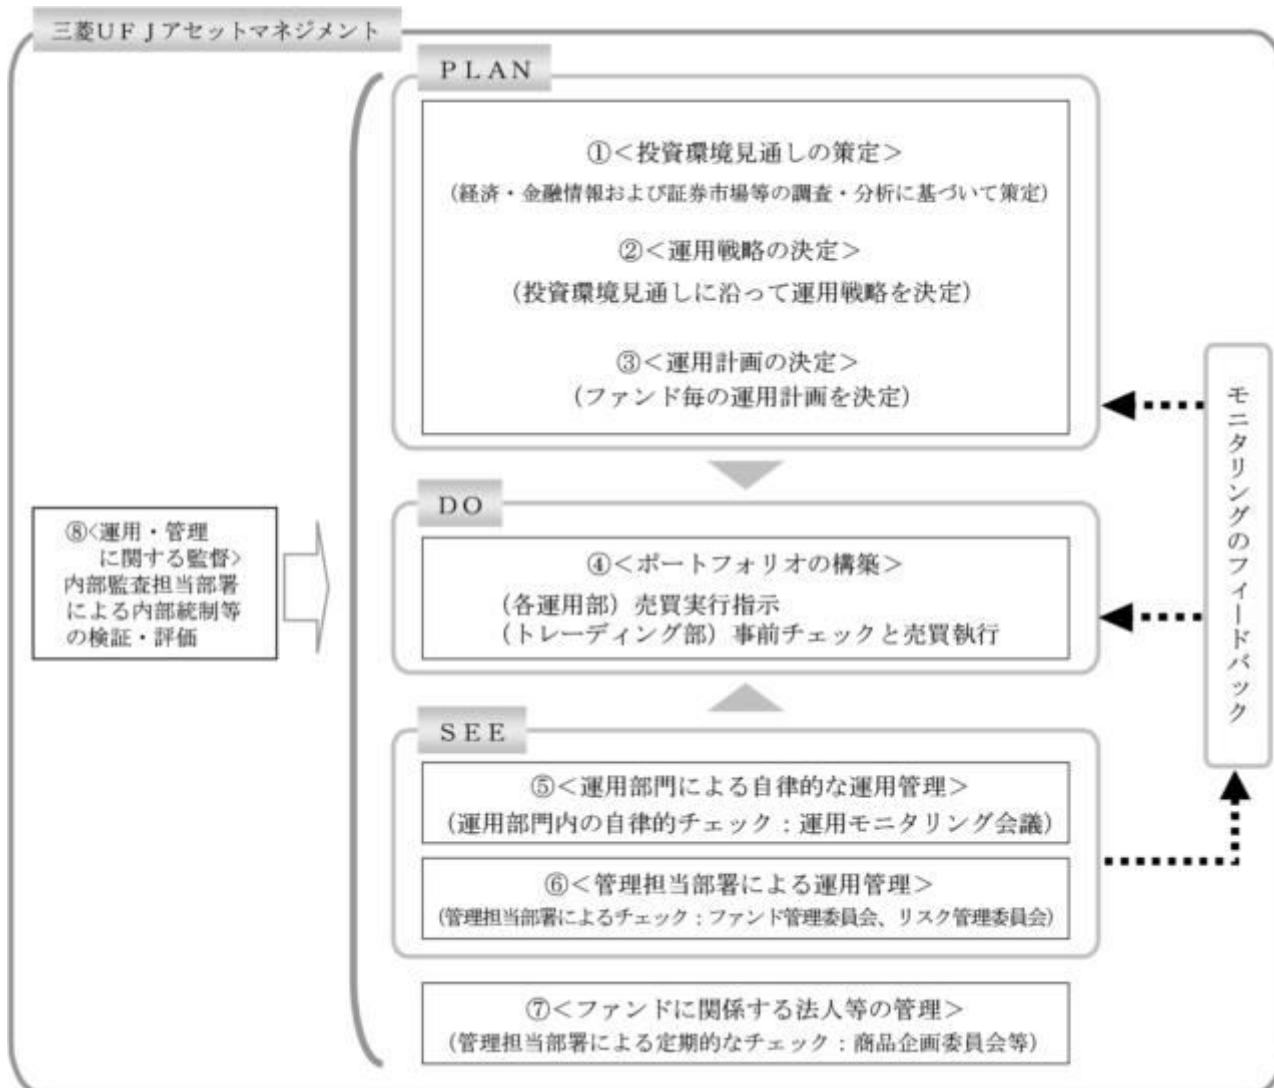 三菱UFJアセットマネジメント
PLAN
①<投資環境見通しの策定>
(経済・金融情報および証券市場等の調査・分析に基づいて策定)
②<運用戦略の決定>
(投資環境見通しに沿って運用戦略を決定)
③<運用計画の決定>
(ファンド毎の運用計画を決定)
DO
④<ポートフォリオの構築>
(各運用部)売買実行指示
(トレーディング部)事前チェックと売買執行
SEE
⑤<運用部門による自律的な運用管理>
(運用部門内の自律的チェック:運用モニタリング会議)
⑥<管理担当部署による運用管理>
(管理担当部署によるチェック:ファンド管理委員会、リスク管理委員会)
⑦<ファンドに関係する法人等の管理>
(管理担当部署による定期的なチェック:商品企画委員会等)
⑧<運用・管理
に関する監督>
内部監査担当部署
による内部統制等
の検証・評価
モニタリングのフィードバック